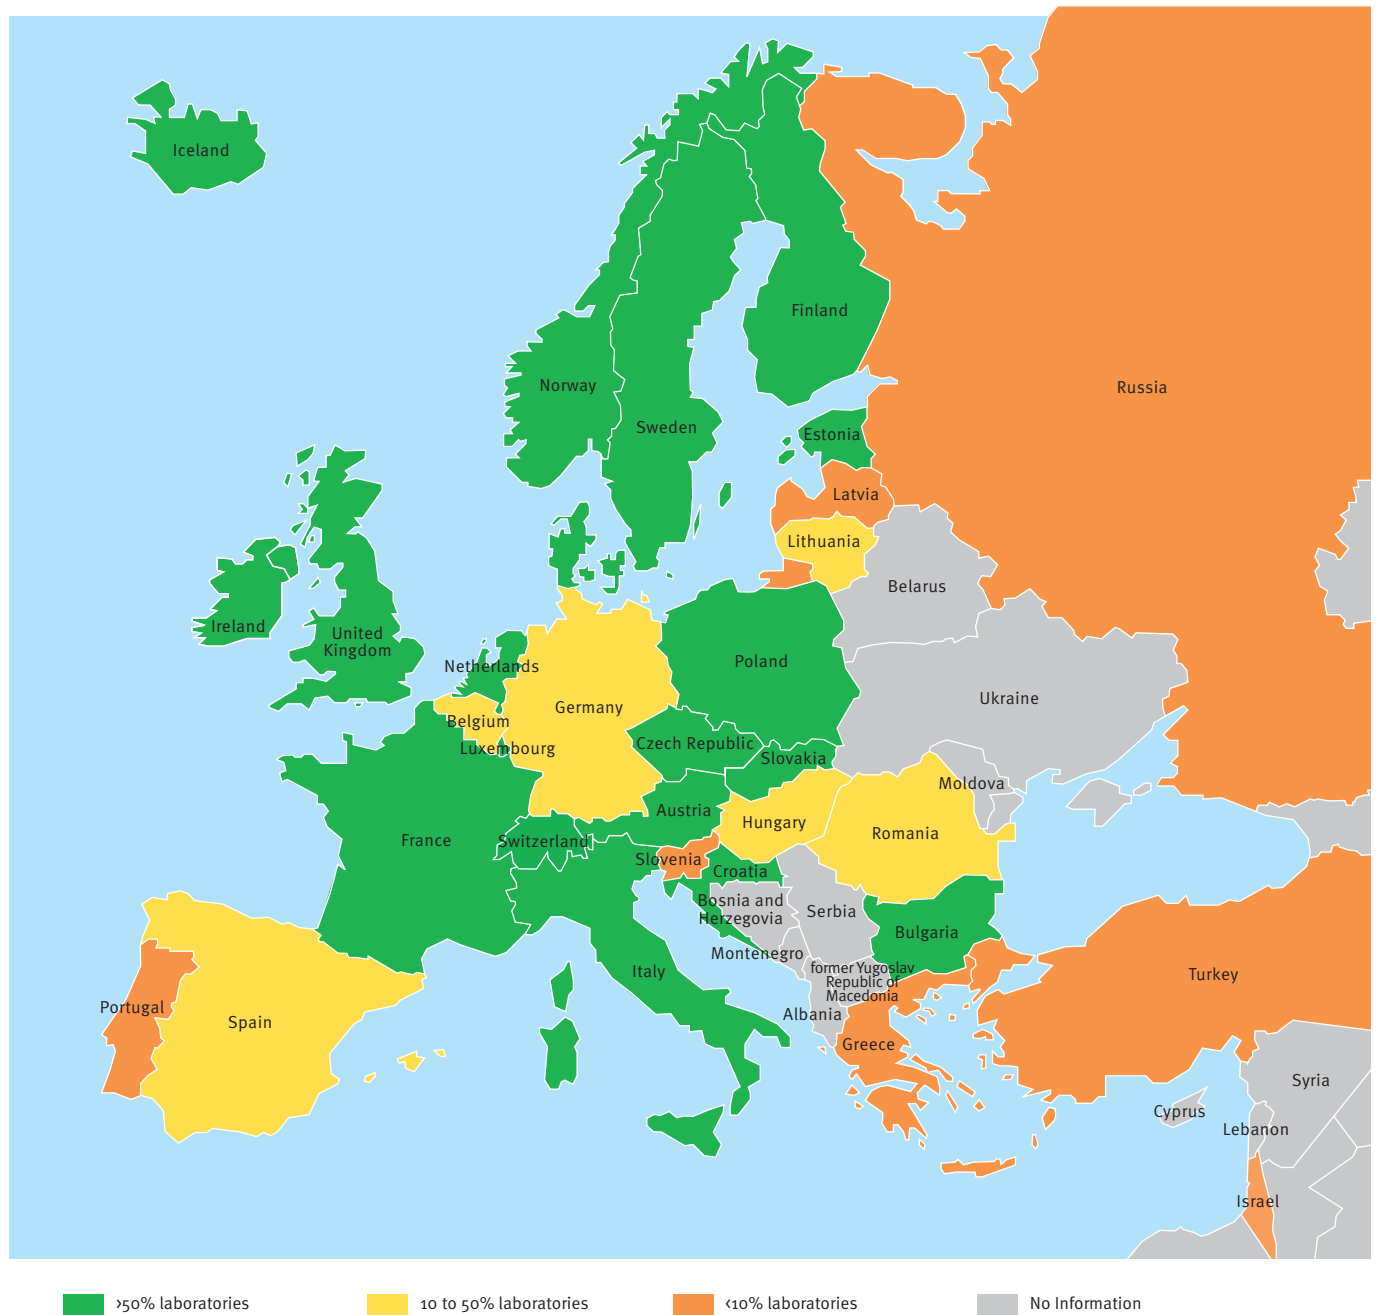 Iceland
Finland
Norway
Russia
Sweden
Estonia
Latvia
Lithuania
Belarus
Ireland
United
Kingdom
Netherlands
Poland
Ukraine
Germany
Belgium
Luxembourg
Czech Republic
Slovakia
Moldova
Austria
Hungary
Romania
France
Switzerland
Slovenia
Croatia
Bosnia and
Herzegovia
Serbia
Bulgaria
Montenegro
former Yugoslav
Republic of
Macedonia
Italy
Turkey
Portugal
Spain
Albania
Greece
Syria
Cyprus
Lebanon
Israel
>50% laboratories
10 to 50% laboratories
<10% laboratories
No Information